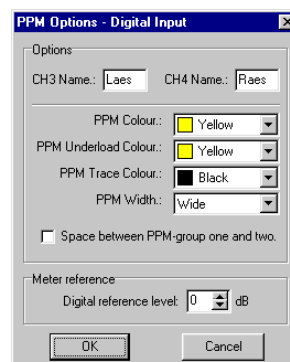 PPM Options - Digital Input
Options
CH3 Name.: Laes CH4 Name.: Raes
PPM Colour.: Yellow
PPM Underload Colour.: Yellow
PPM Trace Colour.: Black
PPM Width.: Wide
Space between PPM-group one and two.
Meter reference
Digital reference level: 0 dB
OK Cancel